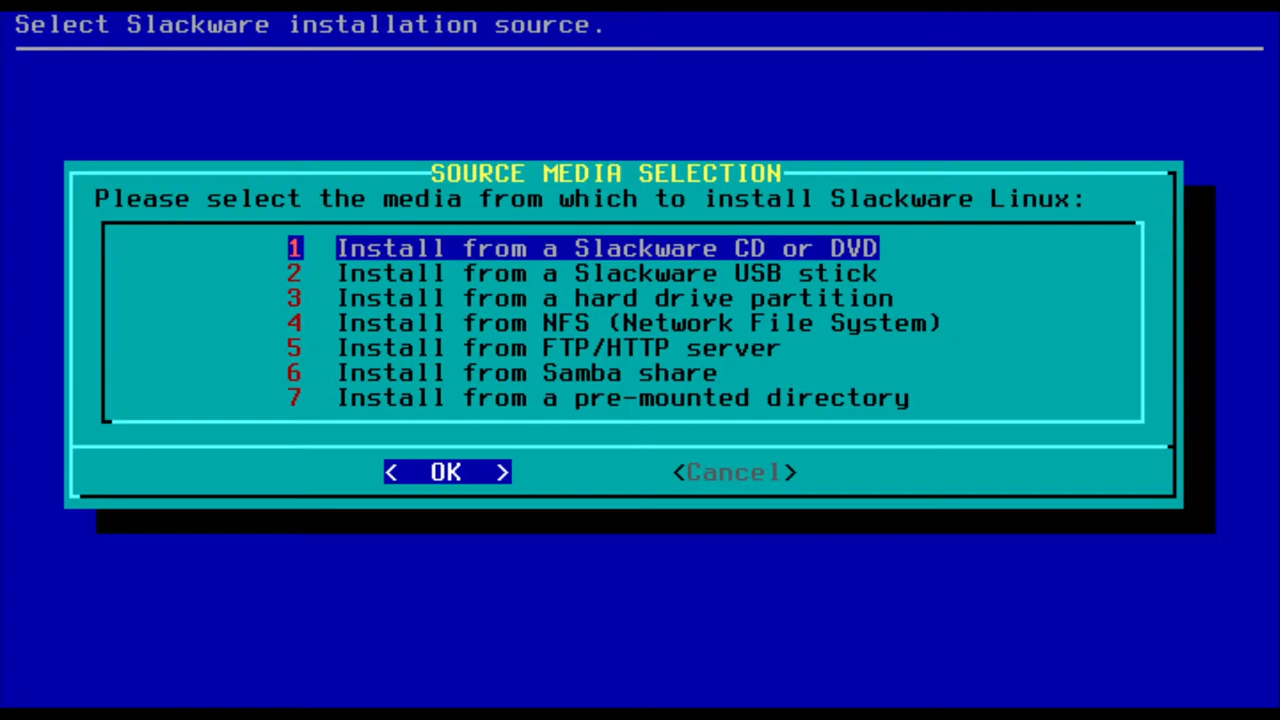 Select Slackware installation source.
SOURCE MEDIA SELECTION
Please select the media from which to install Slackware Linux:
1 Install from a Slackware CD or DVD
2 Install from a Slackware USB stick
3 Install from a hard drive partition
4 Install from NFS (Network File System)
5 Install from FTP/HTTP server
6 Install from Samba share
7 Install from a pre-mounted directory
< OK > <Cancel>